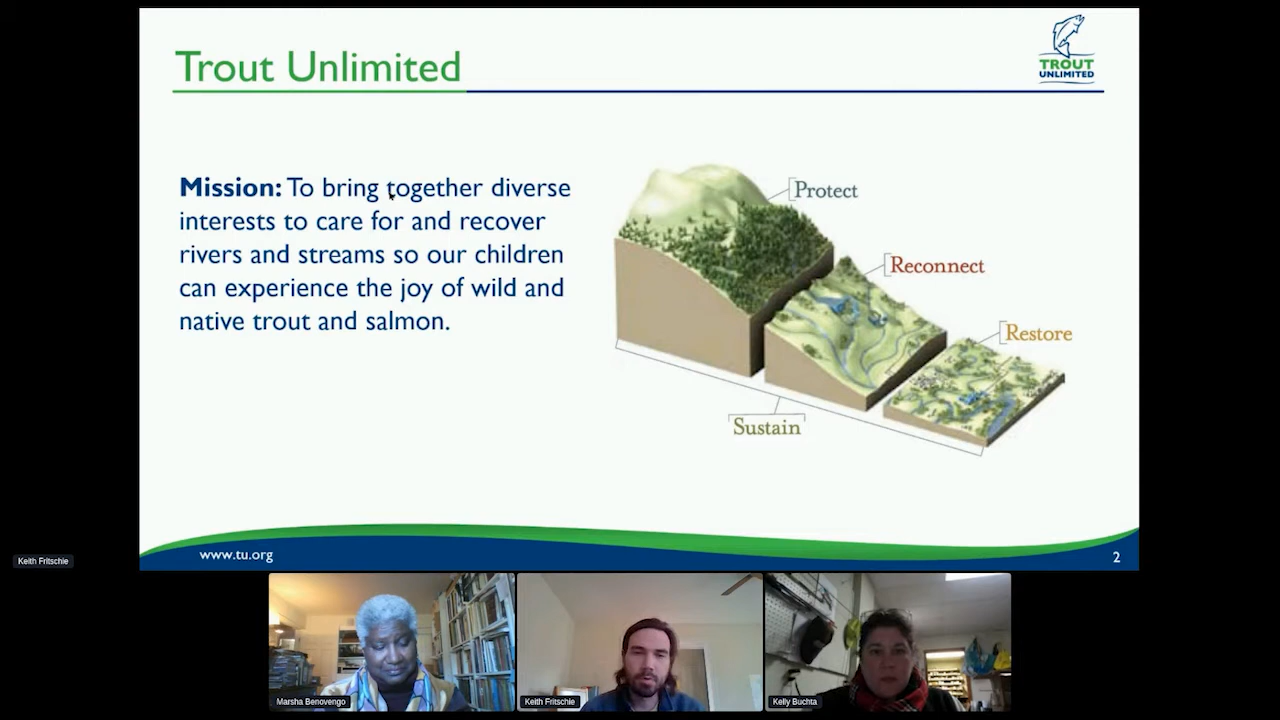 Trout Unlimited
TROUT
UNLIMITED
Mission: To bring together diverse
interests to care for and recover
rivers and streams so our children
can experience the joy of wild and
native trout and salmon.
Protect
Reconnect
Restore
Sustain
www.tu.org
2
Keith Fritschie
Marsha Benovengo
Keith Fritschie
Kelly Buchta